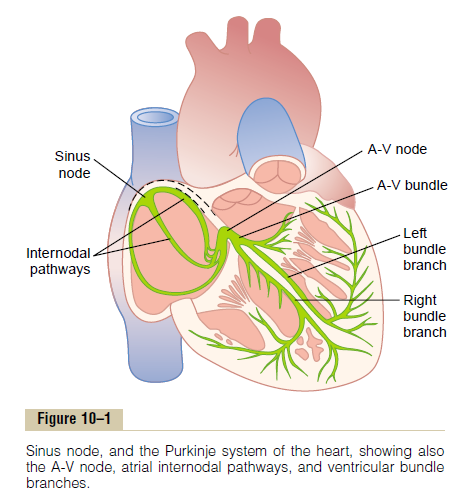 Sinus
node
A-V node
A-V bundle
Internodal
pathways
Left
bundle
branch
Right
bundle
branch
Figure 10–1
Sinus node, and the Purkinje system of the heart, showing also
the A-V node, atrial internodal pathways, and ventricular bundle
branches.